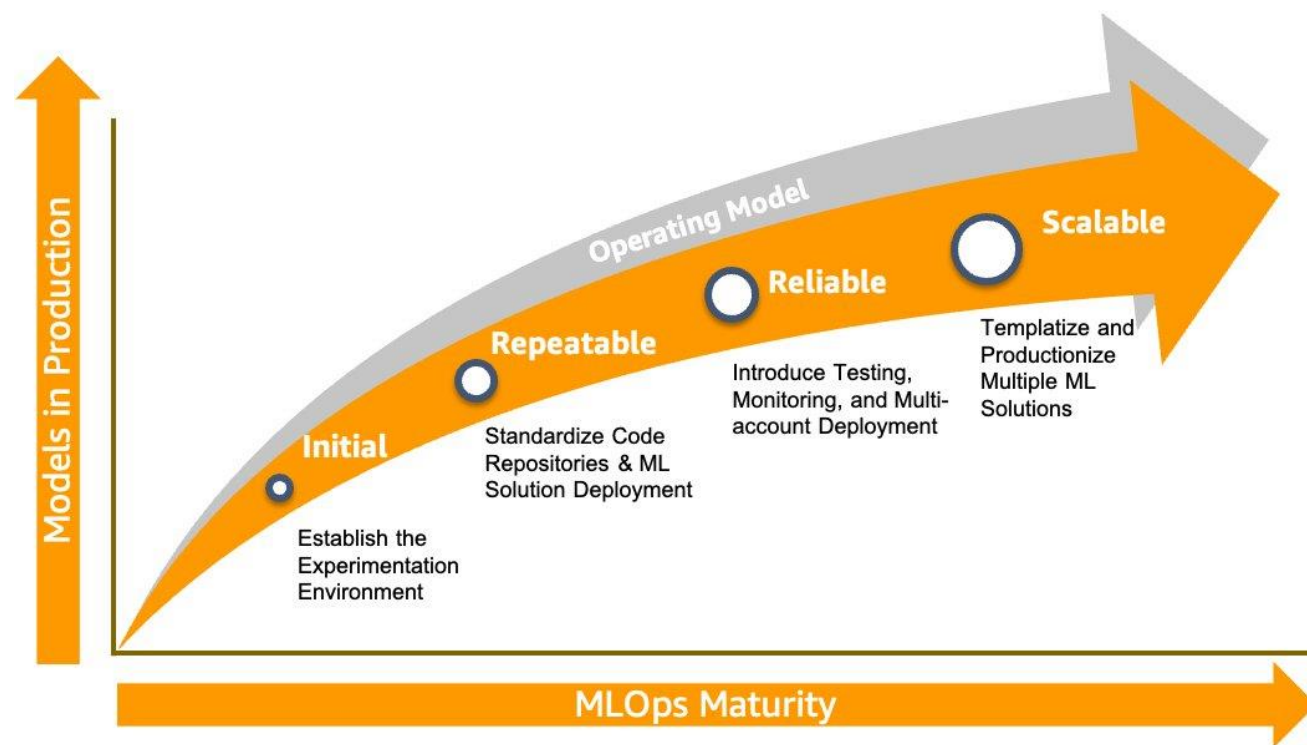 Models in Production
Operating Model
Initial
Establish the
Experimentation
Environment
Repeatable
Standardize Code
Repositories & ML
Solution Deployment
Reliable
Introduce Testing,
Monitoring, and Multi-
account Deployment
Scalable
Templatize and
Productionize
Multiple ML
Solutions
MLOps Maturity